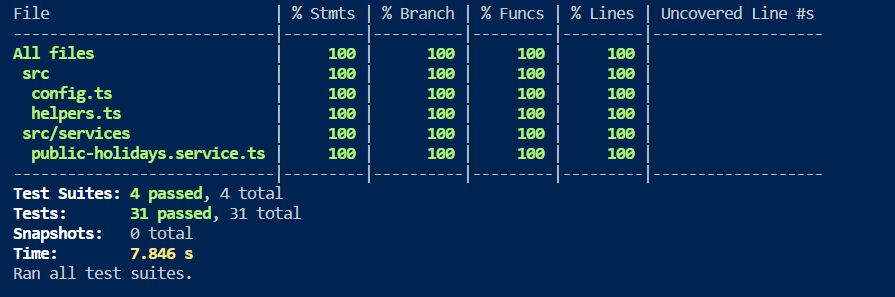 File                         | % Stmts | % Branch | % Funcs | % Lines | Uncovered Line #s
-----------------------------|---------|----------|---------|---------|-------------------
All files                    |     100 |      100 |     100 |     100 |
 src                         |     100 |      100 |     100 |     100 |
  config.ts                  |     100 |      100 |     100 |     100 |
  helpers.ts                 |     100 |      100 |     100 |     100 |
 src/services                |     100 |      100 |     100 |     100 |
  public-holidays.service.ts |     100 |      100 |     100 |     100 |
-----------------------------|---------|----------|---------|---------|-------------------
Test Suites: 4 passed, 4 total
Tests:       31 passed, 31 total
Snapshots:   0 total
Time:        7.846 s
Ran all test suites.